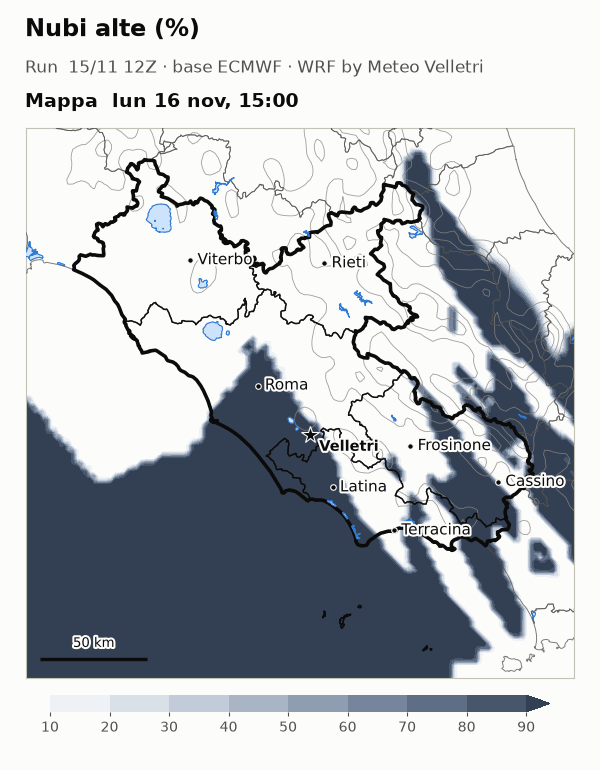 Nubi alte (%)
Run  15/11 12Z · base ECMWF · WRF by Meteo Velletri
Mappa  lun 16 nov, 15:00
Viterbo
Rieti
Roma
Velletri
Frosinone
Cassino
Latina
Terracina
50 km
10 20 30 40 50 60 70 80 90